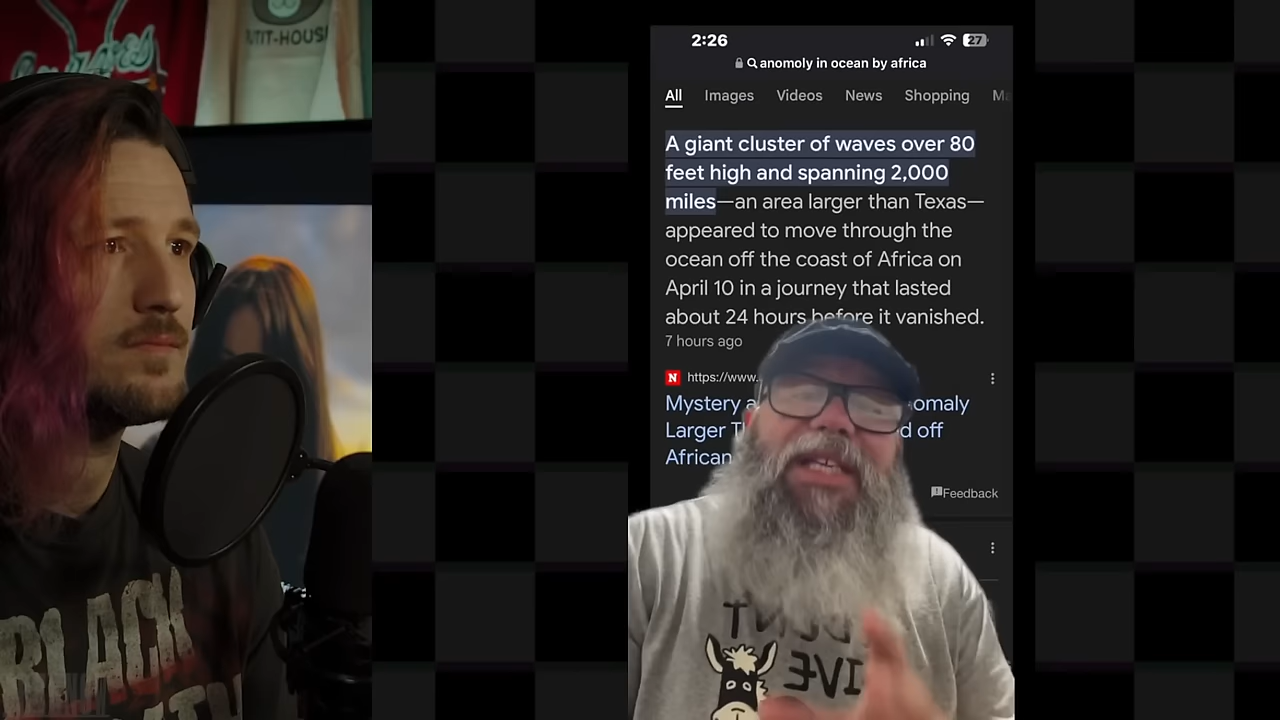 2:26
27
anomoly in ocean by africa
All Images Videos News Shopping
A giant cluster of waves over 80
feet high and spanning 2,000
miles—an area larger than Texas—
appeared to move through the
ocean off the coast of Africa on
April 10 in a journey that lasted
about 24 hours before it vanished.
7 hours ago
N https://www.
Mystery
Larger
d off
African
Feedback
BLACK